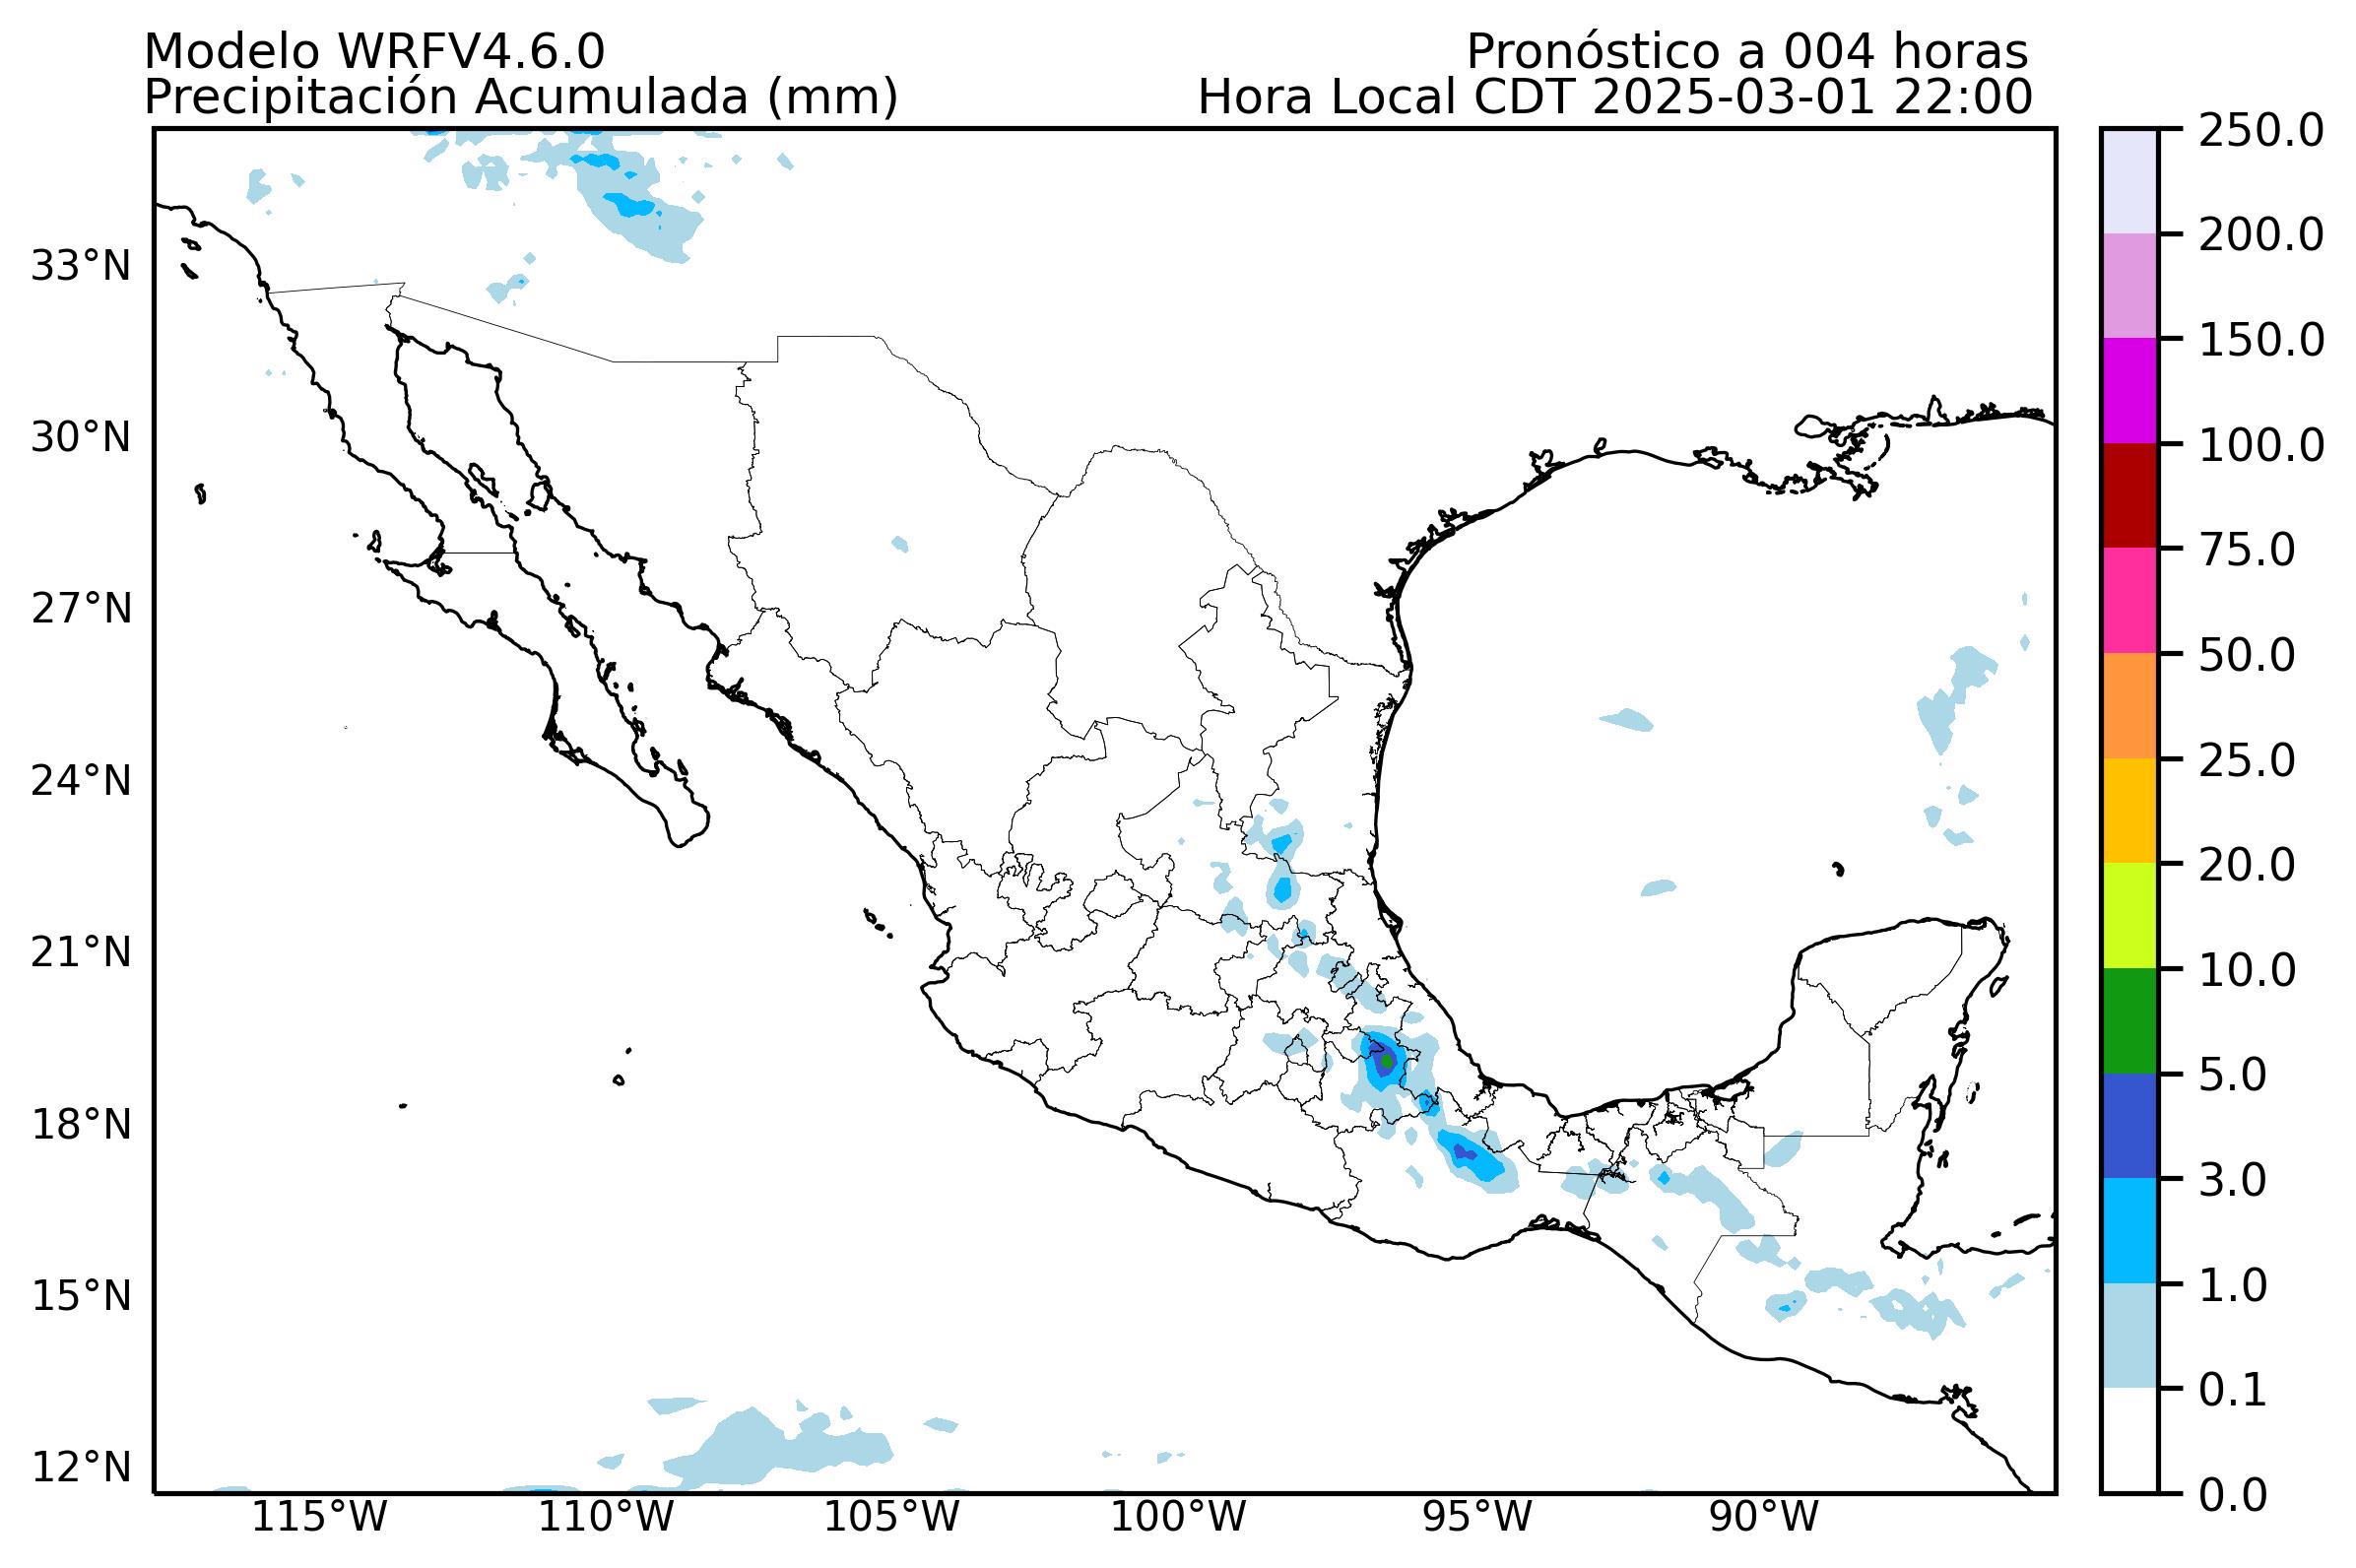 Modelo WRFV4.6.0
Pronóstico a 004 horas
Precipitación Acumulada (mm)
Hora Local CDT 2025-03-01 22:00
33°N
30°N
27°N
24°N
21°N
18°N
15°N
12°N
115°W
110°W
105°W
100°W
95°W
90°W
250.0
200.0
150.0
100.0
75.0
50.0
25.0
20.0
10.0
5.0
3.0
1.0
0.1
0.0